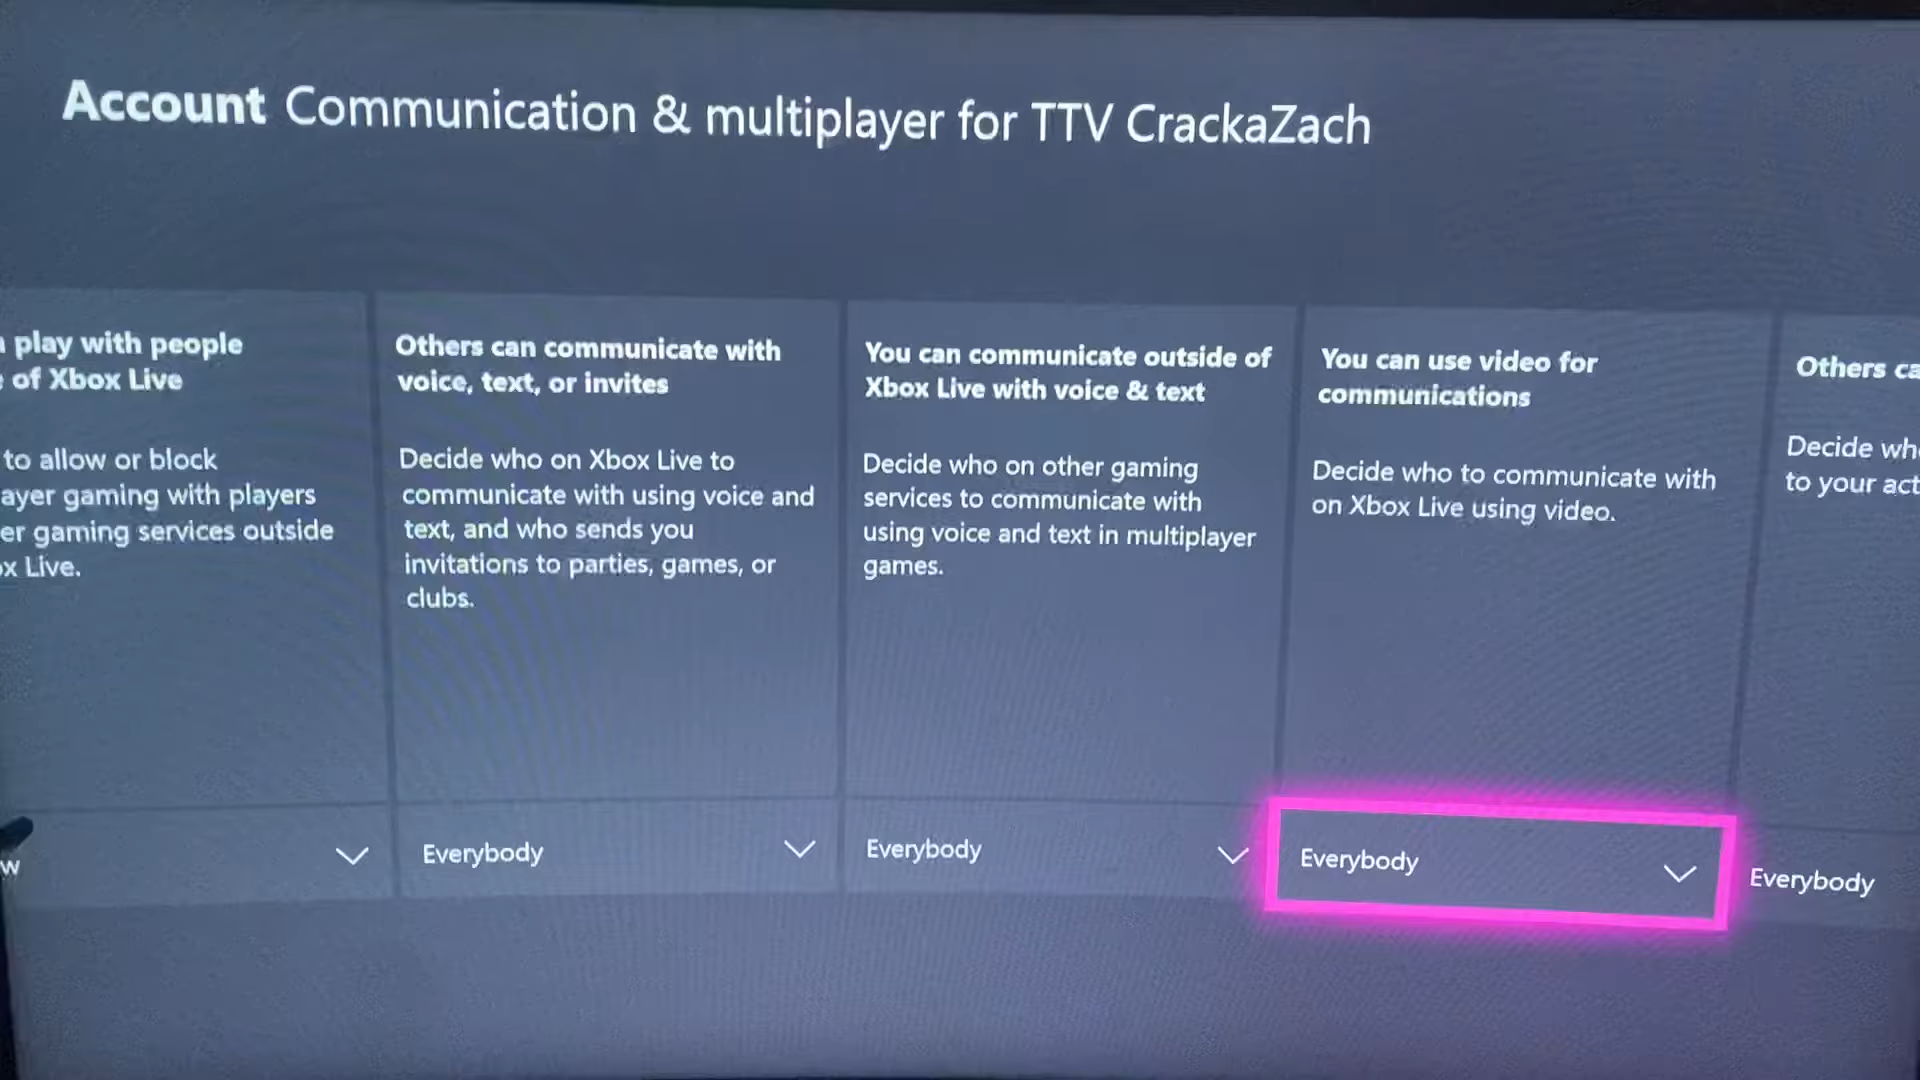 Account Communication & multiplayer for TTV CrackaZach
play with people
of Xbox Live
to allow or block
ayer gaming with players
er gaming services outside
ox Live.
w
Others can communicate with
voice, text, or invites
Decide who on Xbox Live to
communicate with using voice and
text, and who sends you
invitations to parties, games, or
clubs.
Everybody
You can communicate outside of
Xbox Live with voice & text
Decide who on other gaming
services to communicate with
using voice and text in multiplayer
games.
Everybody
You can use video for
communications
Decide who to communicate with
on Xbox Live using video.
Everybody
Others ca
Decide wh
to your act
Everybody